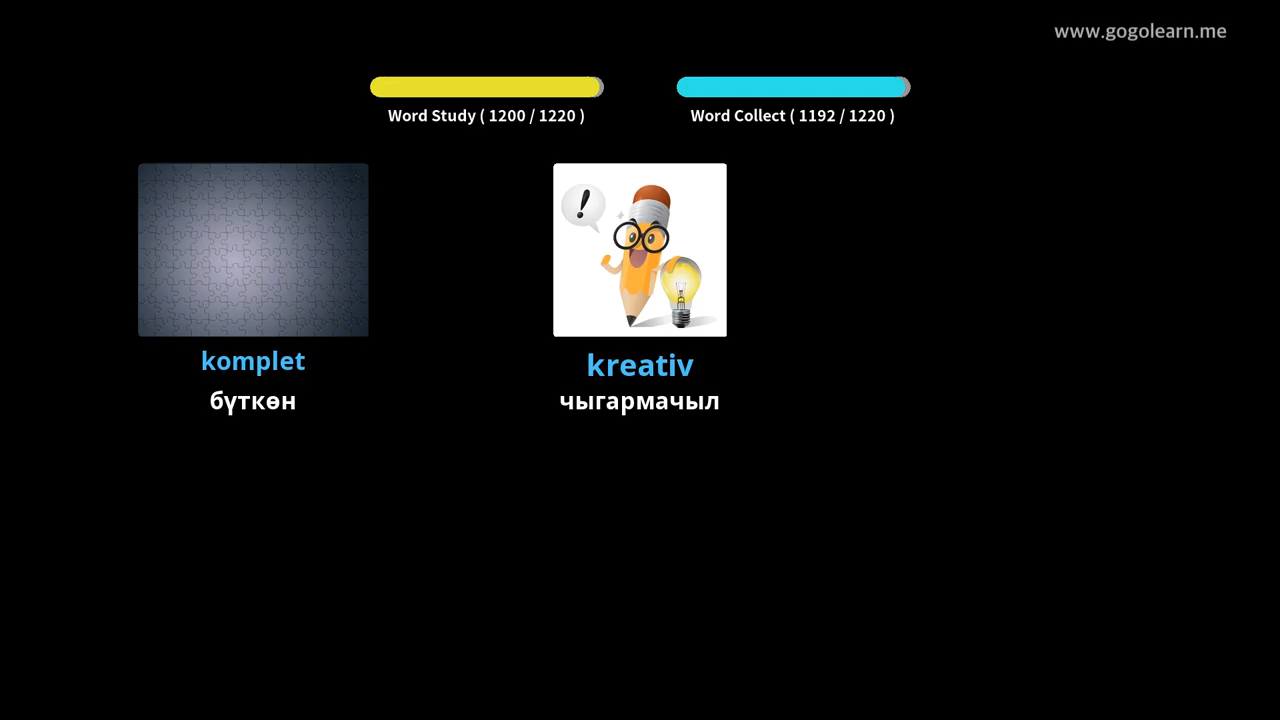 www.gogolearn.me
Word Study ( 1200 / 1220 )
Word Collect ( 1192 / 1220 )
!
komplet
бүткөн
kreativ
чыгармачыл